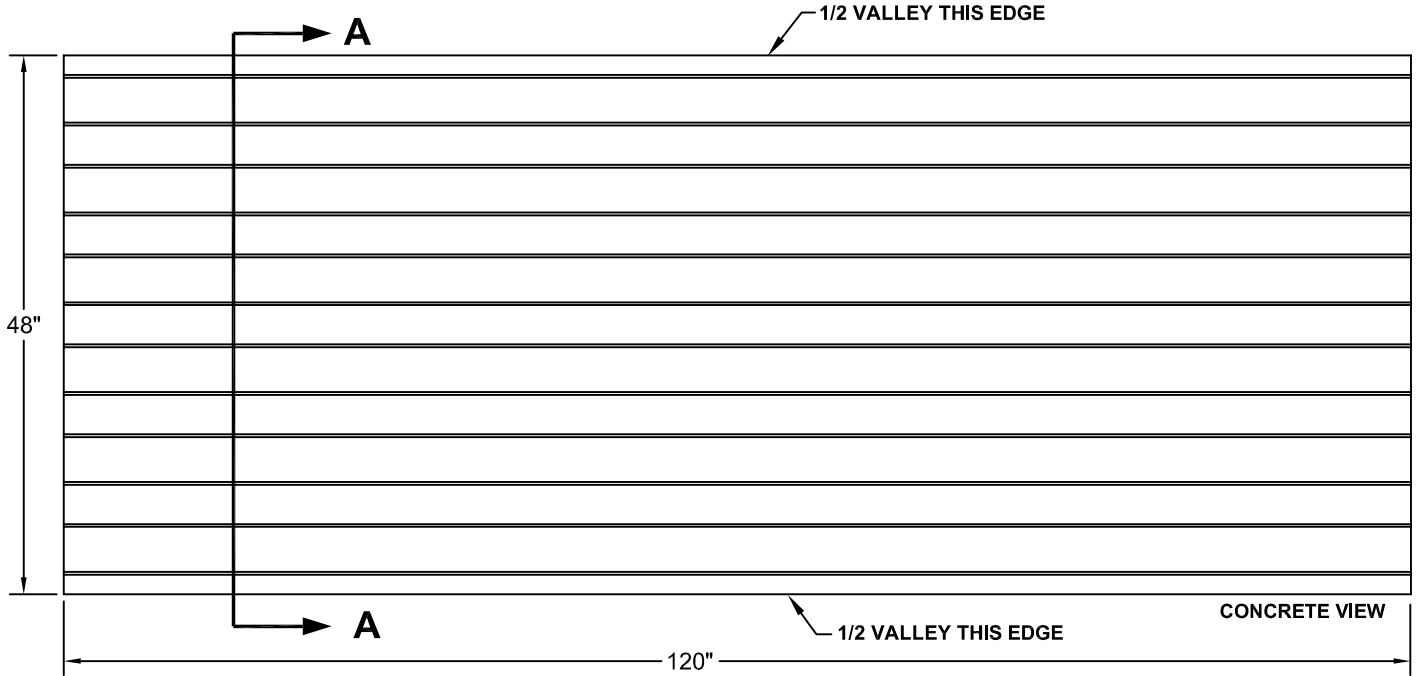 1/2 VALLEY THIS EDGE
A
48"
CONCRETE VIEW
A
1/2 VALLEY THIS EDGE
120"